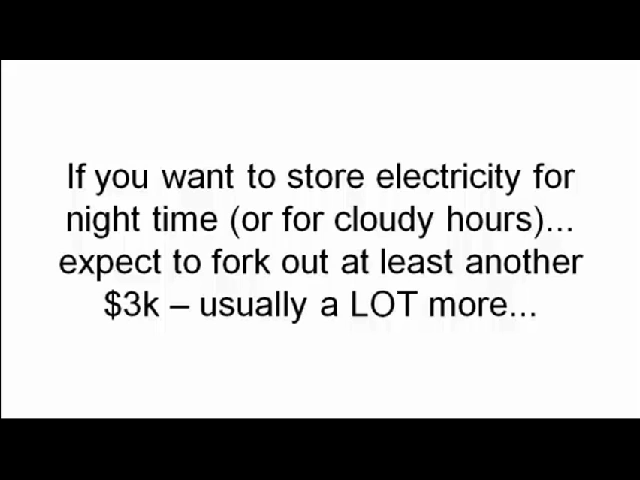 If you want to store electricity for
night time (or for cloudy hours)...
expect to fork out at least another
$3k – usually a LOT more...